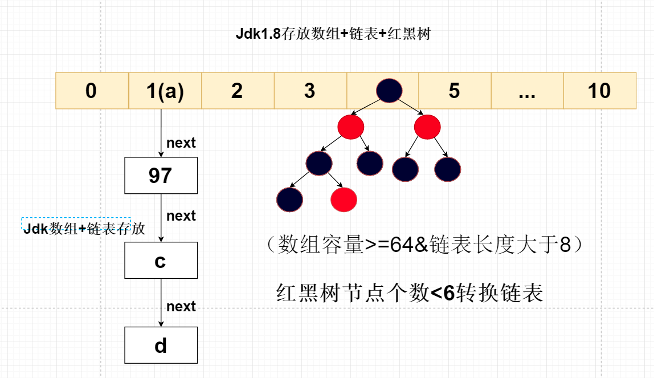 Jdk1.8存放数组+链表+红黑树
0 1(a) 2 3 5 ... 10
next
97
next
Jdk数组+链表存放
c
（数组容量>=64&链表长度大于8）
红黑树节点个数<6转换链表
next
d